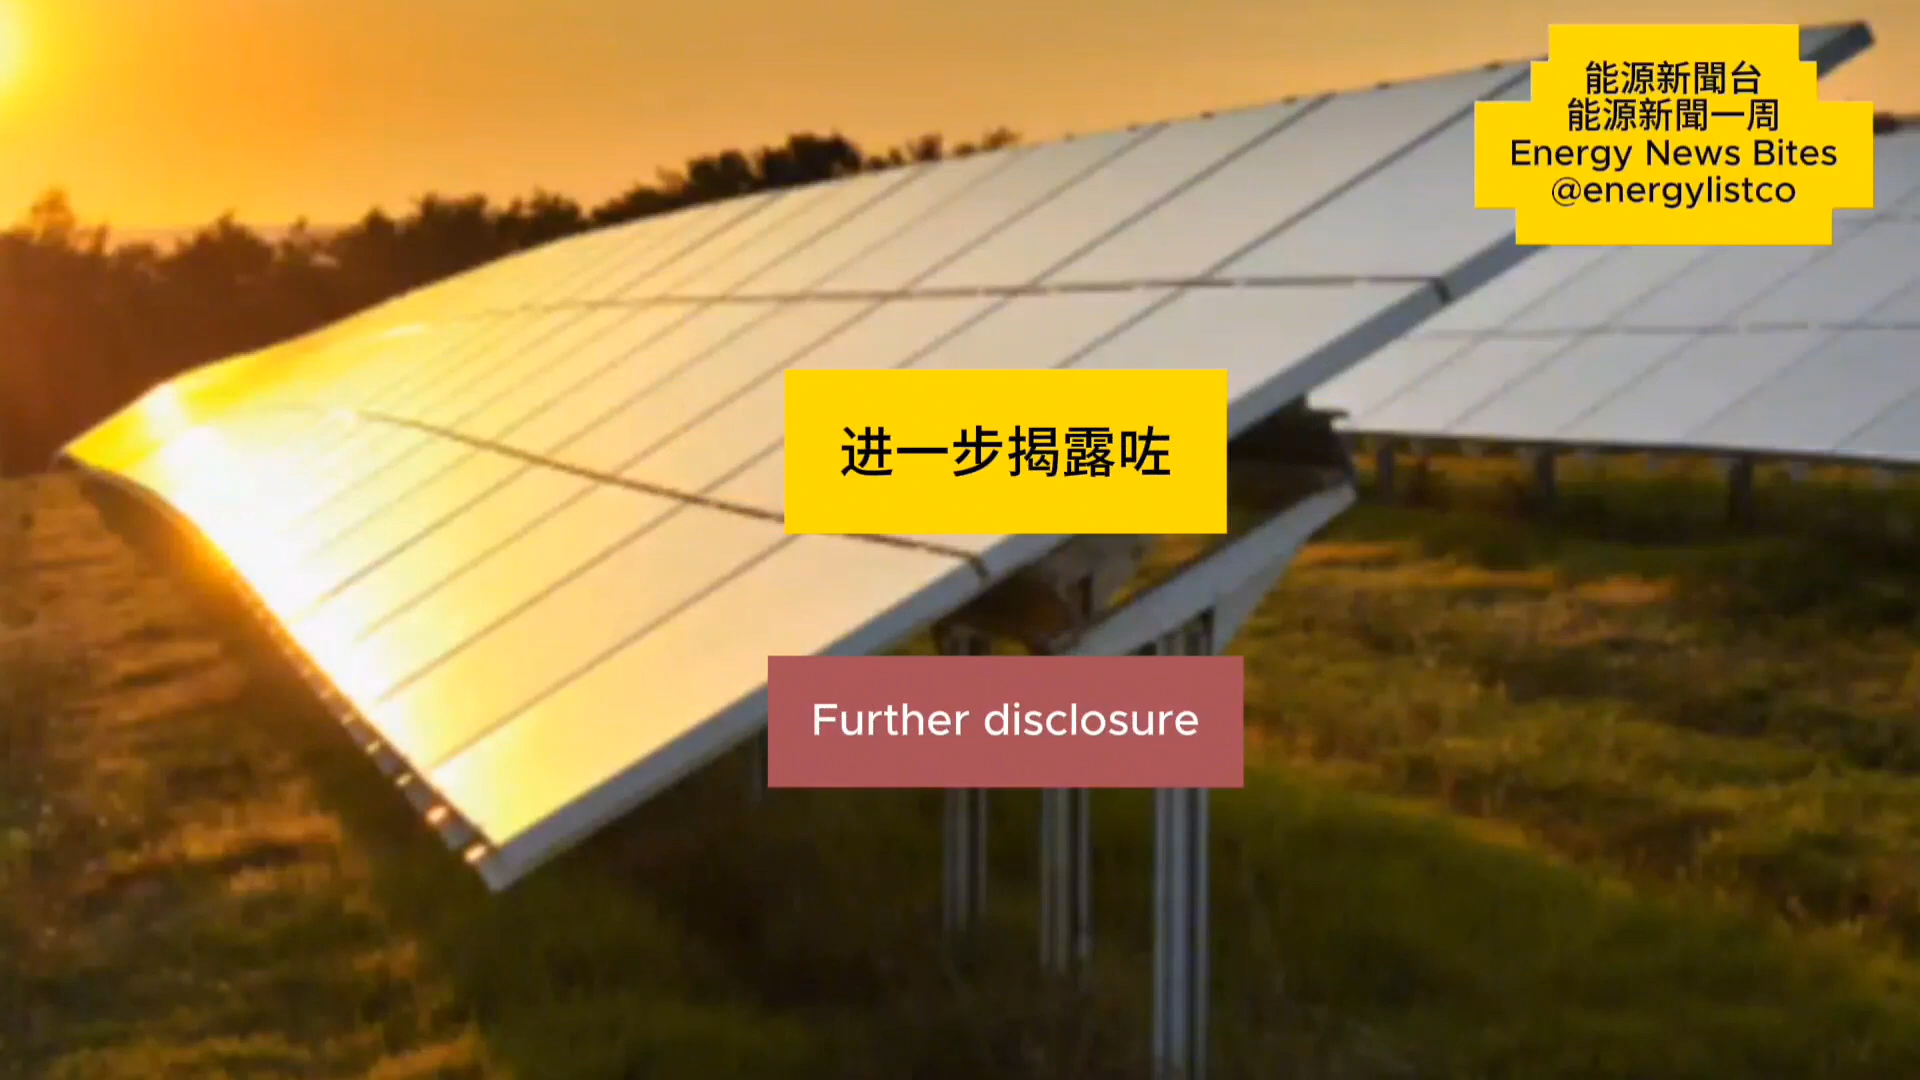 能源新聞台
能源新聞一周
Energy News Bites
@energylistco
进一步揭露咗
Further disclosure